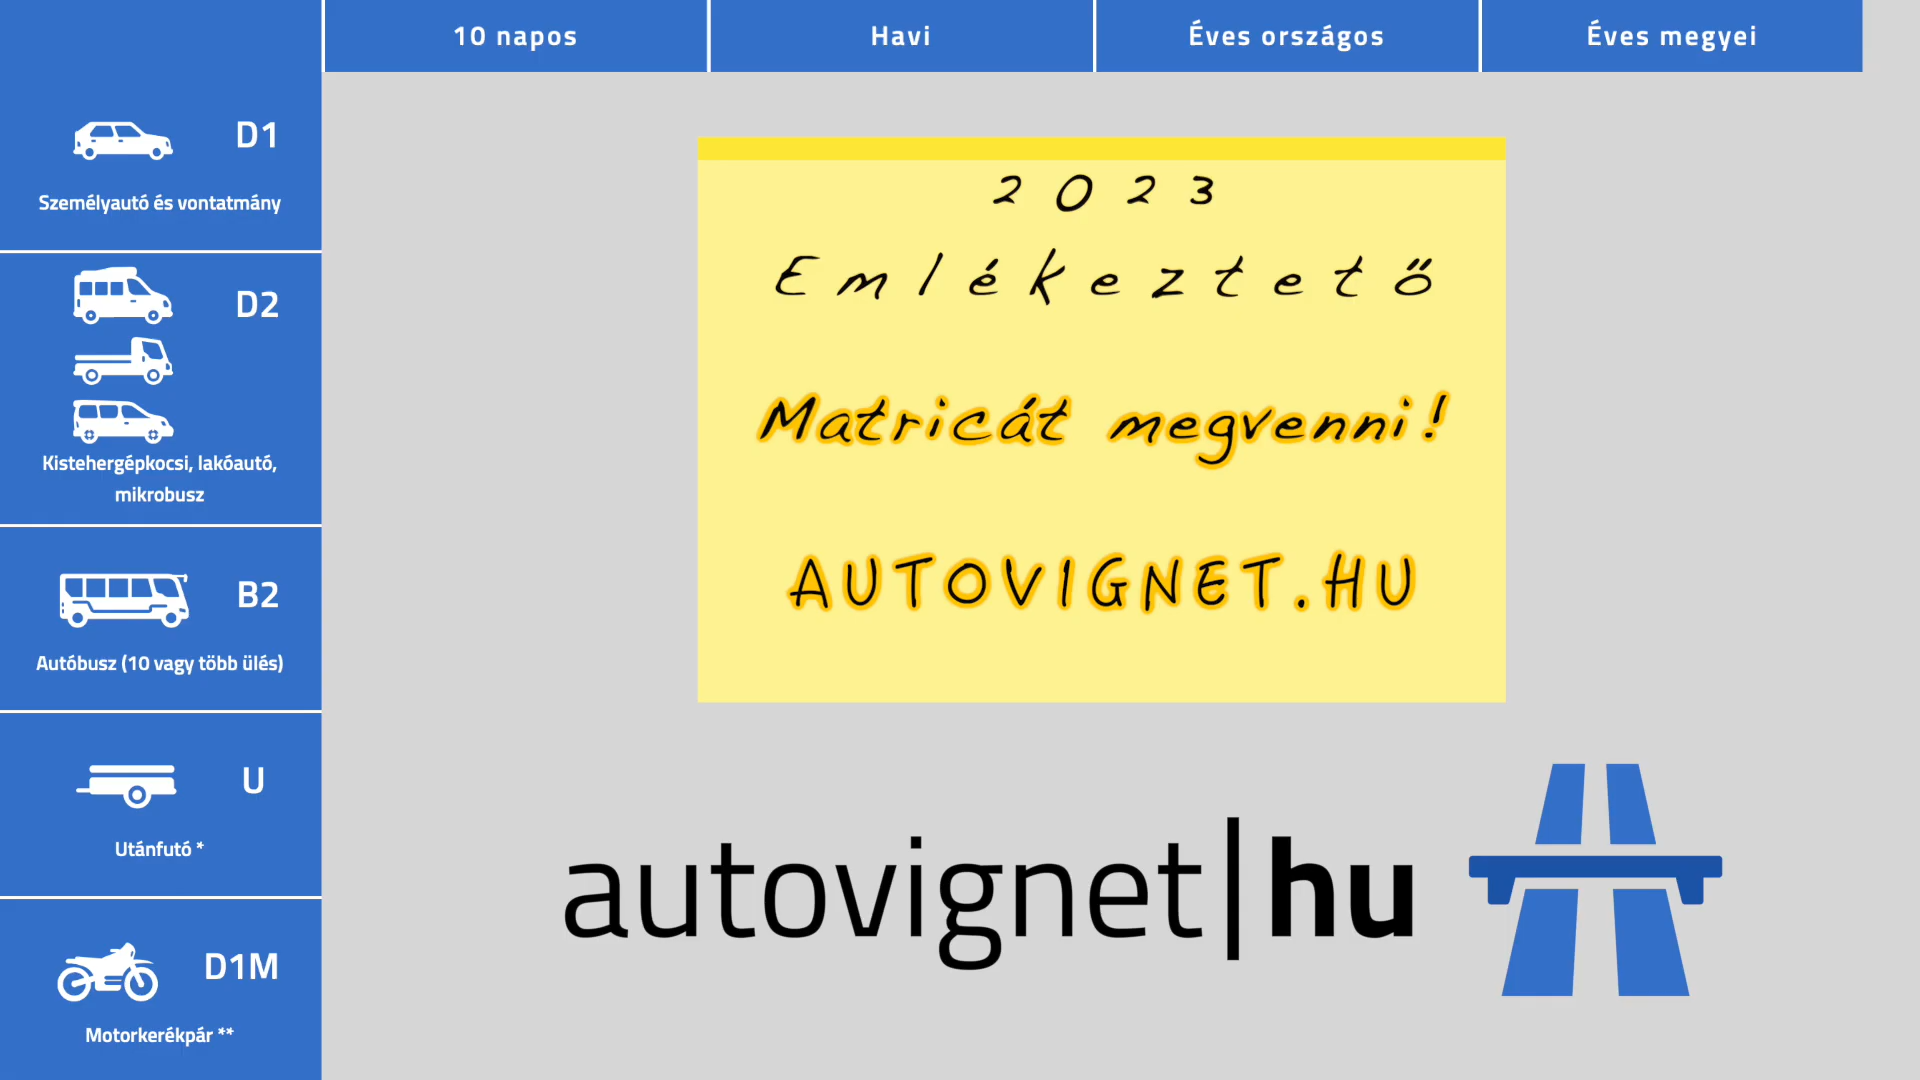 10 napos
Havi
Éves országos
Éves megyei
D1
Személyautó és vontatmány
D2
Kistehergépkocsi, lakóautó,
mikrobusz
B2
Autóbusz (10 vagy több ülés)
U
Utánfutó *
D1M
Motorkerékpár **
2023
Emlékeztető
Matricát megvenni!
AUTOVIGNET.HU
autovignet|hu